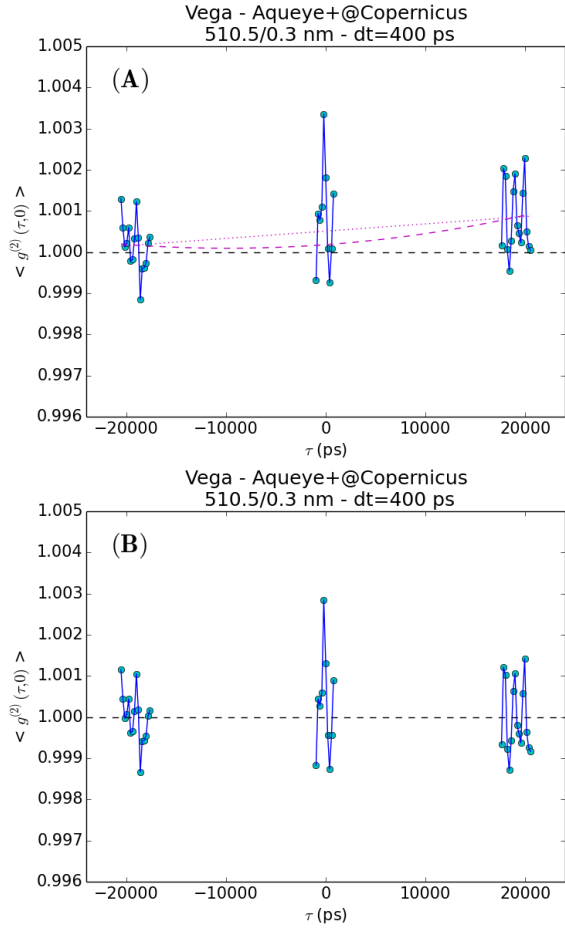 Vega - Aqueye+@Copernicus
510.5/0.3 nm - dt=400 ps
(A)
1.005
1.004
1.003
1.002
1.001
1.000
0.999
0.998
0.997
0.996
< g⁽²⁾(τ,0) >
−20000 −10000 0 10000 20000
τ (ps)
Vega - Aqueye+@Copernicus
510.5/0.3 nm - dt=400 ps
(B)
1.005
1.004
1.003
1.002
1.001
1.000
0.999
0.998
0.997
0.996
< g⁽²⁾(τ,0) >
−20000 −10000 0 10000 20000
τ (ps)